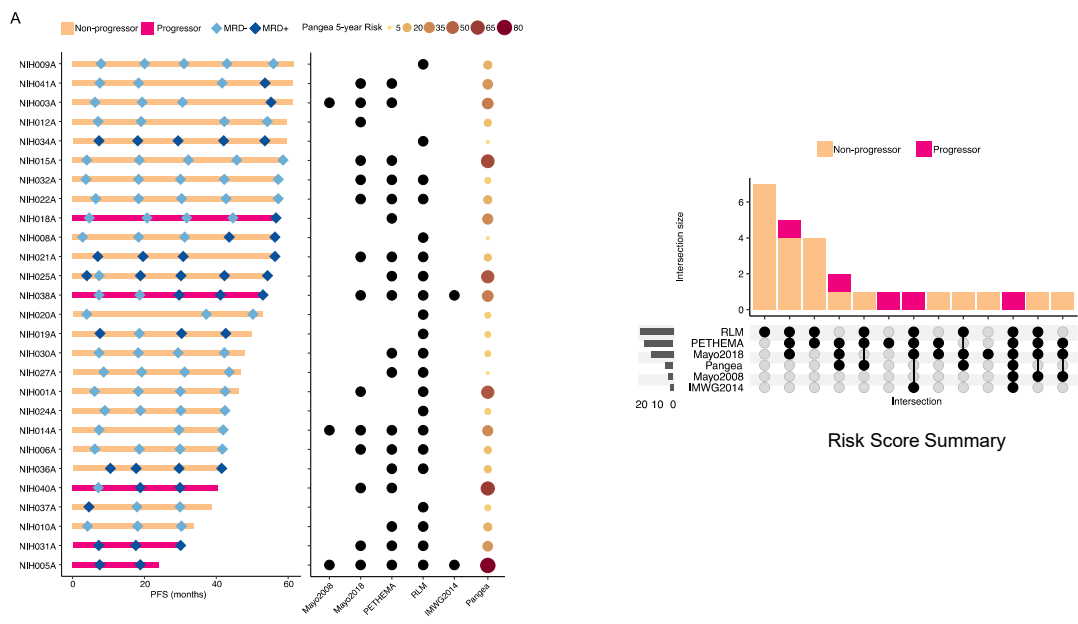 A
Non-progressor Progressor MRD- MRD+ Pangea 5-year Risk 5 20 35 50 65 80
NIH009A
NIH041A
NIH003A
NIH012A
NIH034A
NIH015A
NIH032A
NIH022A
NIH018A
NIH008A
NIH021A
NIH025A
NIH038A
NIH020A
NIH019A
NIH030A
NIH027A
NIH001A
NIH024A
NIH014A
NIH006A
NIH036A
NIH040A
NIH037A
NIH010A
NIH031A
NIH005A
0 20 40 60
PFS (months)
Mayo2008 Mayo2018 PETHEMA RLM IMWG2014 Pangea
Non-progressor Progressor
6
4
2
0
Intersection size
RLM
PETHEMA
Mayo2018
Pangea
Mayo2008
IMWG2014
20 10 0
Intersection
Risk Score Summary